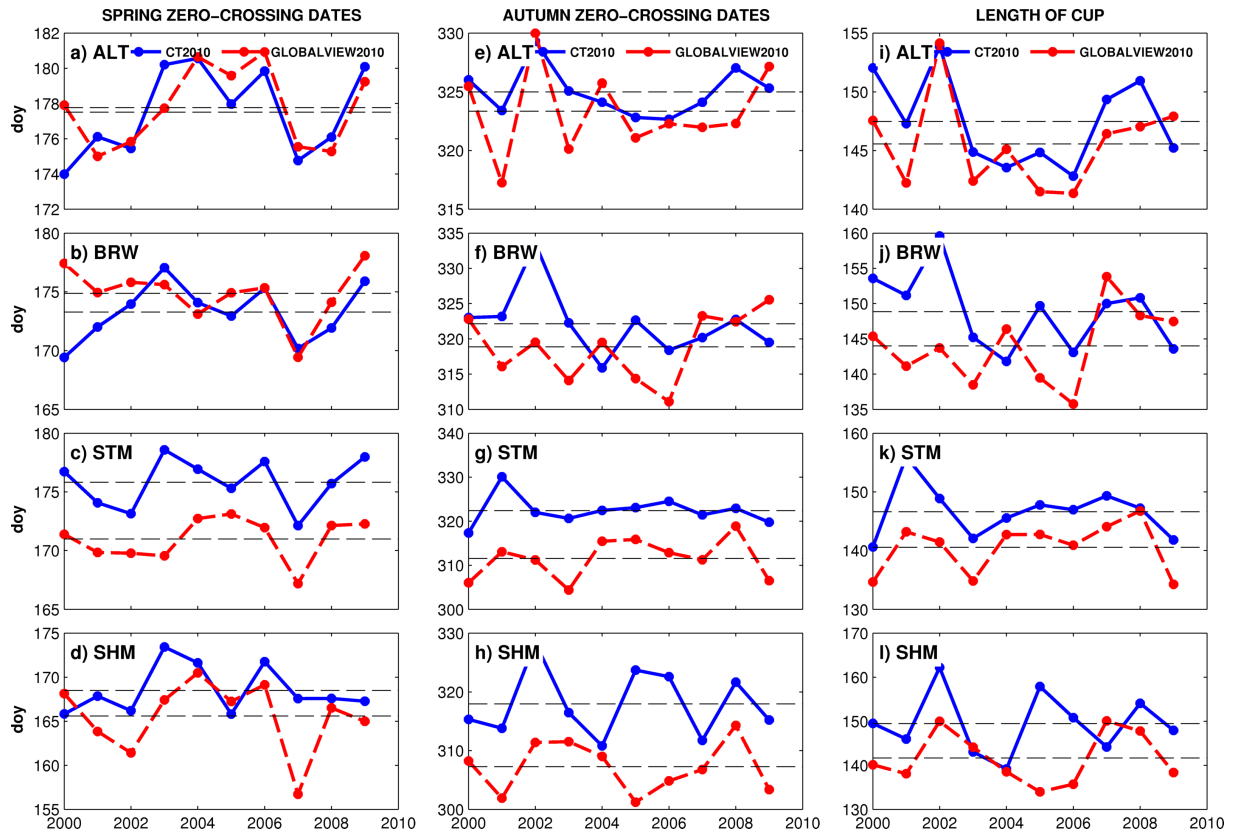 SPRING ZERO−CROSSING DATES
AUTUMN ZERO−CROSSING DATES
LENGTH OF CUP
182
180
178
176
174
172
doy
a) ALT
CT2010
GLOBALVIEW2010
330
325
320
315
e) ALT
CT2010
GLOBALVIEW2010
155
150
145
140
i) ALT
CT2010
GLOBALVIEW2010
180
175
170
165
doy
b) BRW
335
330
325
320
315
310
f) BRW
160
155
150
145
140
135
j) BRW
180
175
170
165
doy
c) STM
340
330
320
310
300
g) STM
160
150
140
130
k) STM
175
170
165
160
155
doy
d) SHM
330
320
310
300
h) SHM
170
160
150
140
130
l) SHM
2000 2002 2004 2006 2008 2010
2000 2002 2004 2006 2008 2010
2000 2002 2004 2006 2008 2010